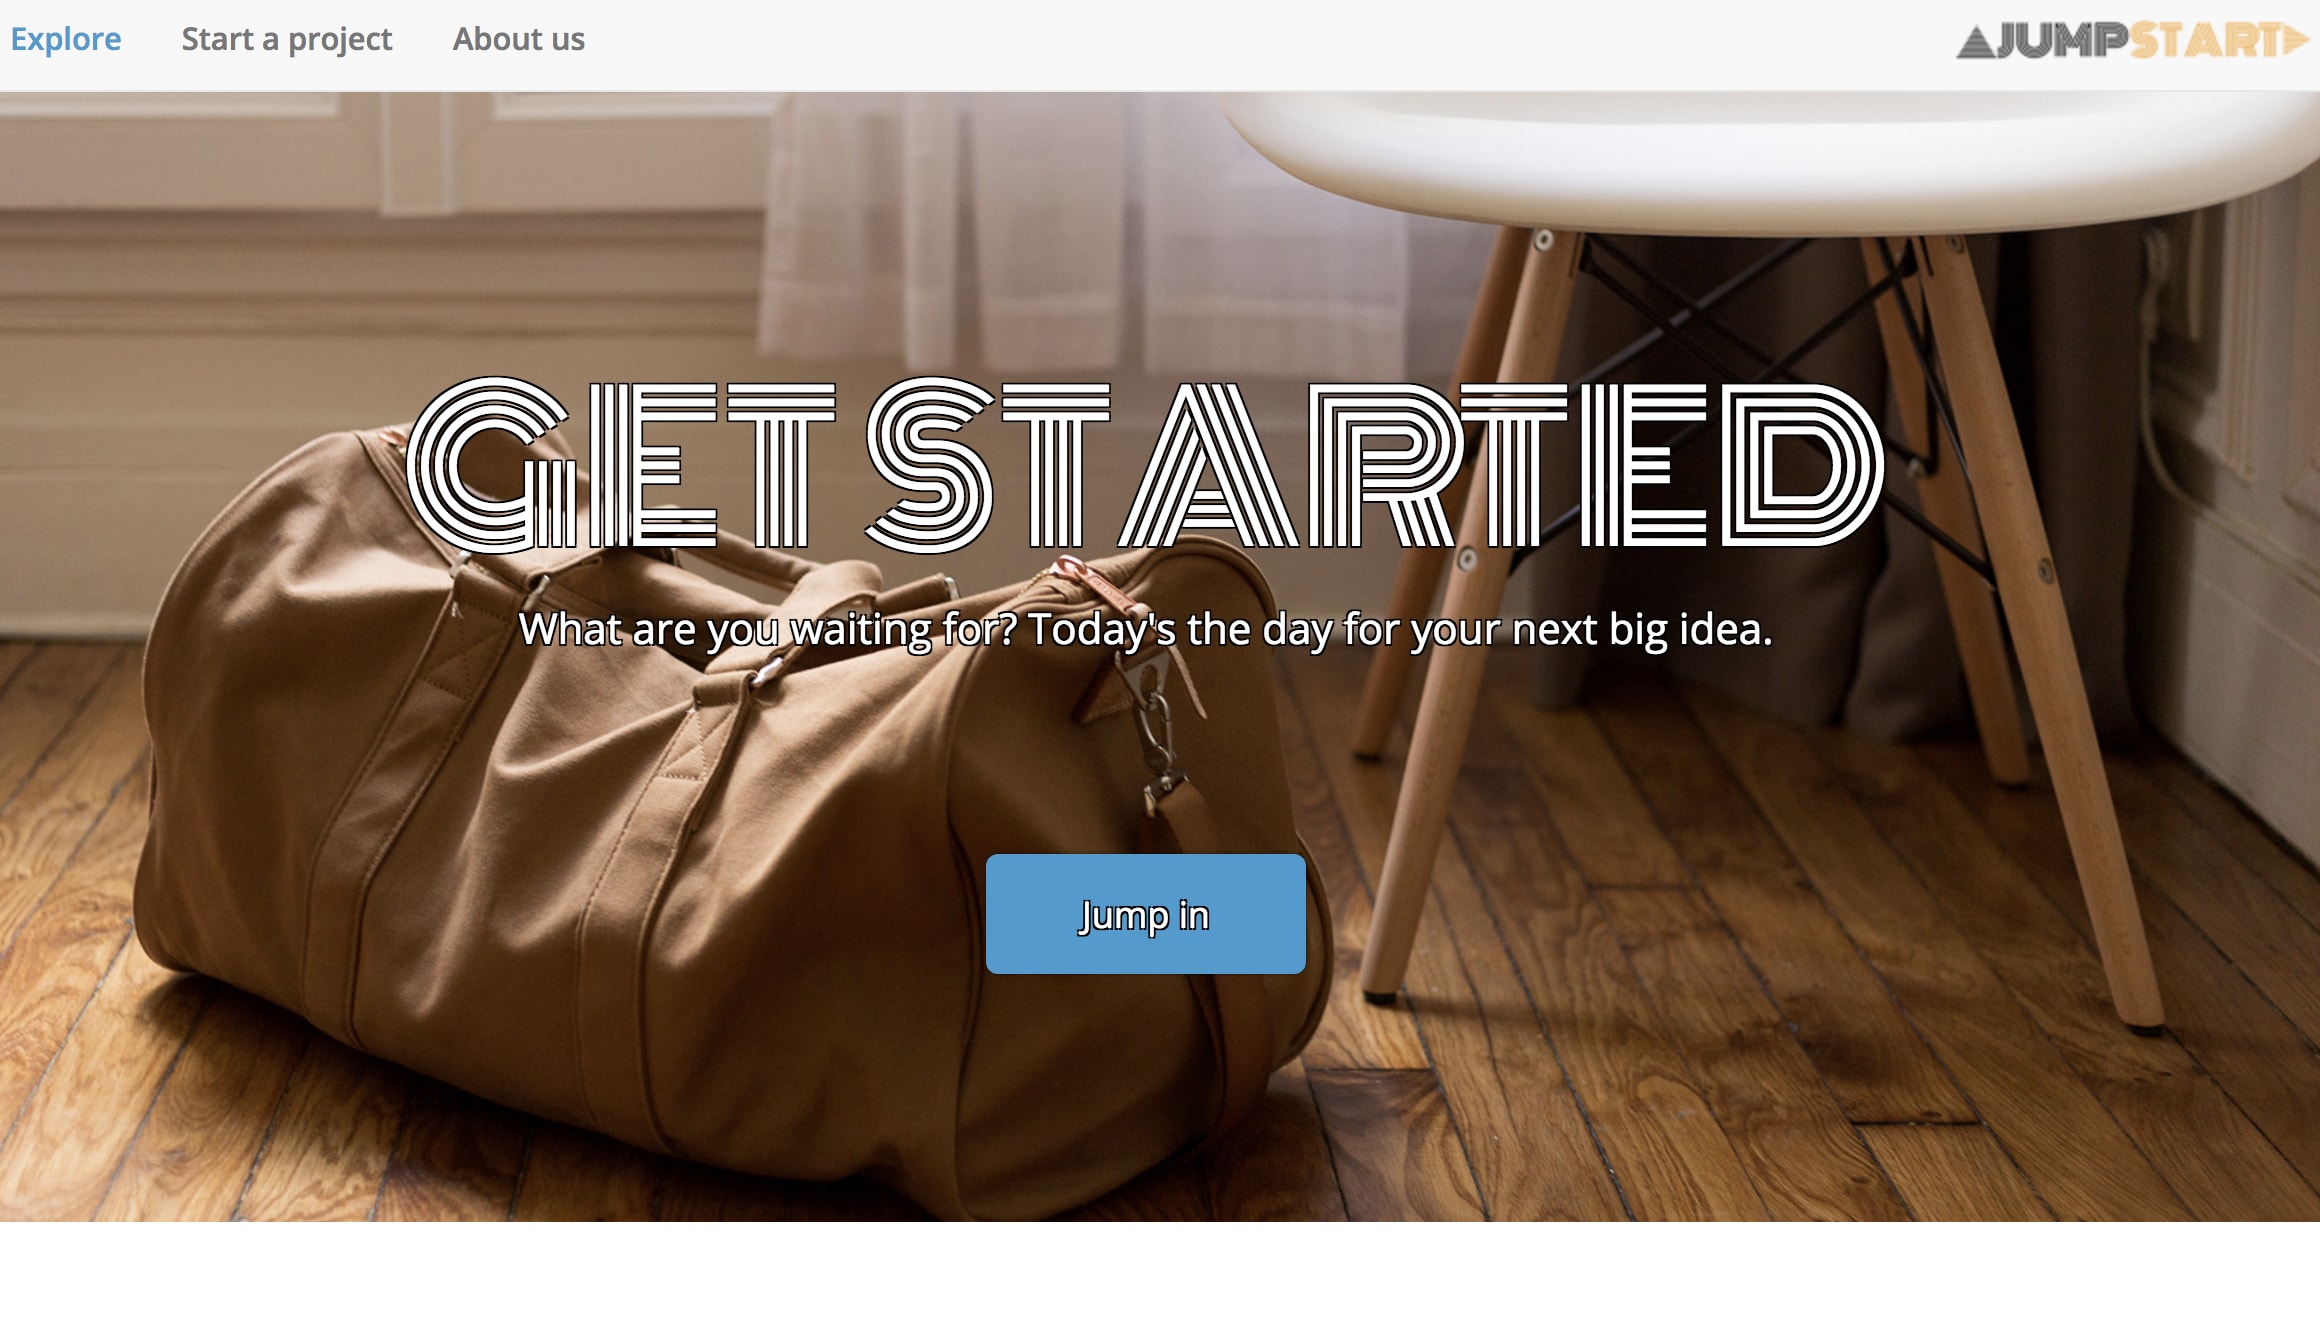 Explore
Start a project
About us
JUMPSTART
GET STARTED
What are you waiting for? Today's the day for your next big idea.
Jump in